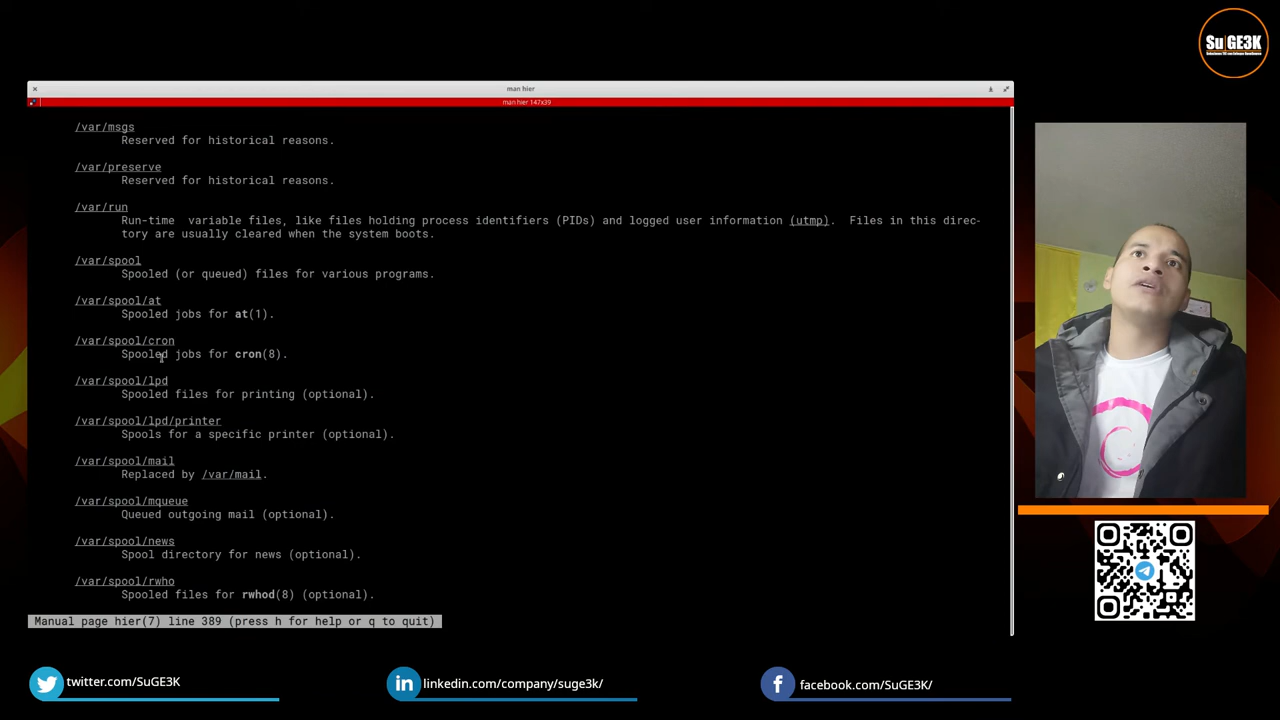 Su GE3K
man hier
man hier 147x39
/var/msgs
Reserved for historical reasons.
/var/preserve
Reserved for historical reasons.
/var/run
Run-time variable files, like files holding process identifiers (PIDs) and logged user information (utmp). Files in this direc-
tory are usually cleared when the system boots.
/var/spool
Spooled (or queued) files for various programs.
/var/spool/at
Spooled jobs for at(1).
/var/spool/cron
Spooled jobs for cron(8).
/var/spool/lpd
Spooled files for printing (optional).
/var/spool/lpd/printer
Spools for a specific printer (optional).
/var/spool/mail
Replaced by /var/mail.
/var/spool/mqueue
Queued outgoing mail (optional).
/var/spool/news
Spool directory for news (optional).
/var/spool/rwho
Spooled files for rwhod(8) (optional).
Manual page hier(7) line 389 (press h for help or q to quit)
twitter.com/SuGE3K
linkedin.com/company/suge3k/
facebook.com/SuGE3K/